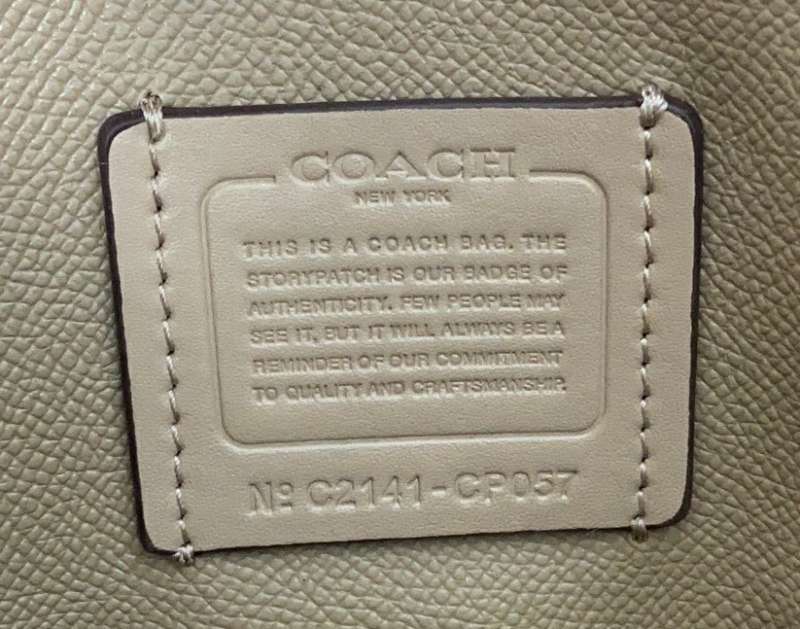 COACH
NEW YORK
THIS IS A COACH BAG. THE
STORYPATCH IS OUR BADGE OF
AUTHENTICITY. FEW PEOPLE MAY
SEE IT, BUT IT WILL ALWAYS BE A
REMINDER OF OUR COMMITMENT
TO QUALITY AND CRAFTSMANSHIP.
Nº C2141-CP057